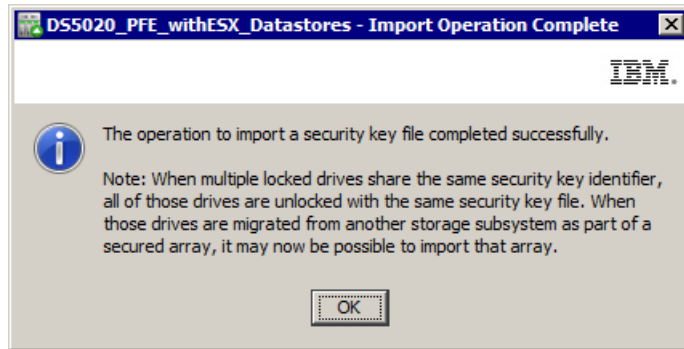 DS5020_PFE_withESX_Datastores - Import Operation Complete
IBM.
The operation to import a security key file completed successfully.
Note: When multiple locked drives share the same security key identifier,
all of those drives are unlocked with the same security key file. When
those drives are migrated from another storage subsystem as part of a
secured array, it may now be possible to import that array.
OK